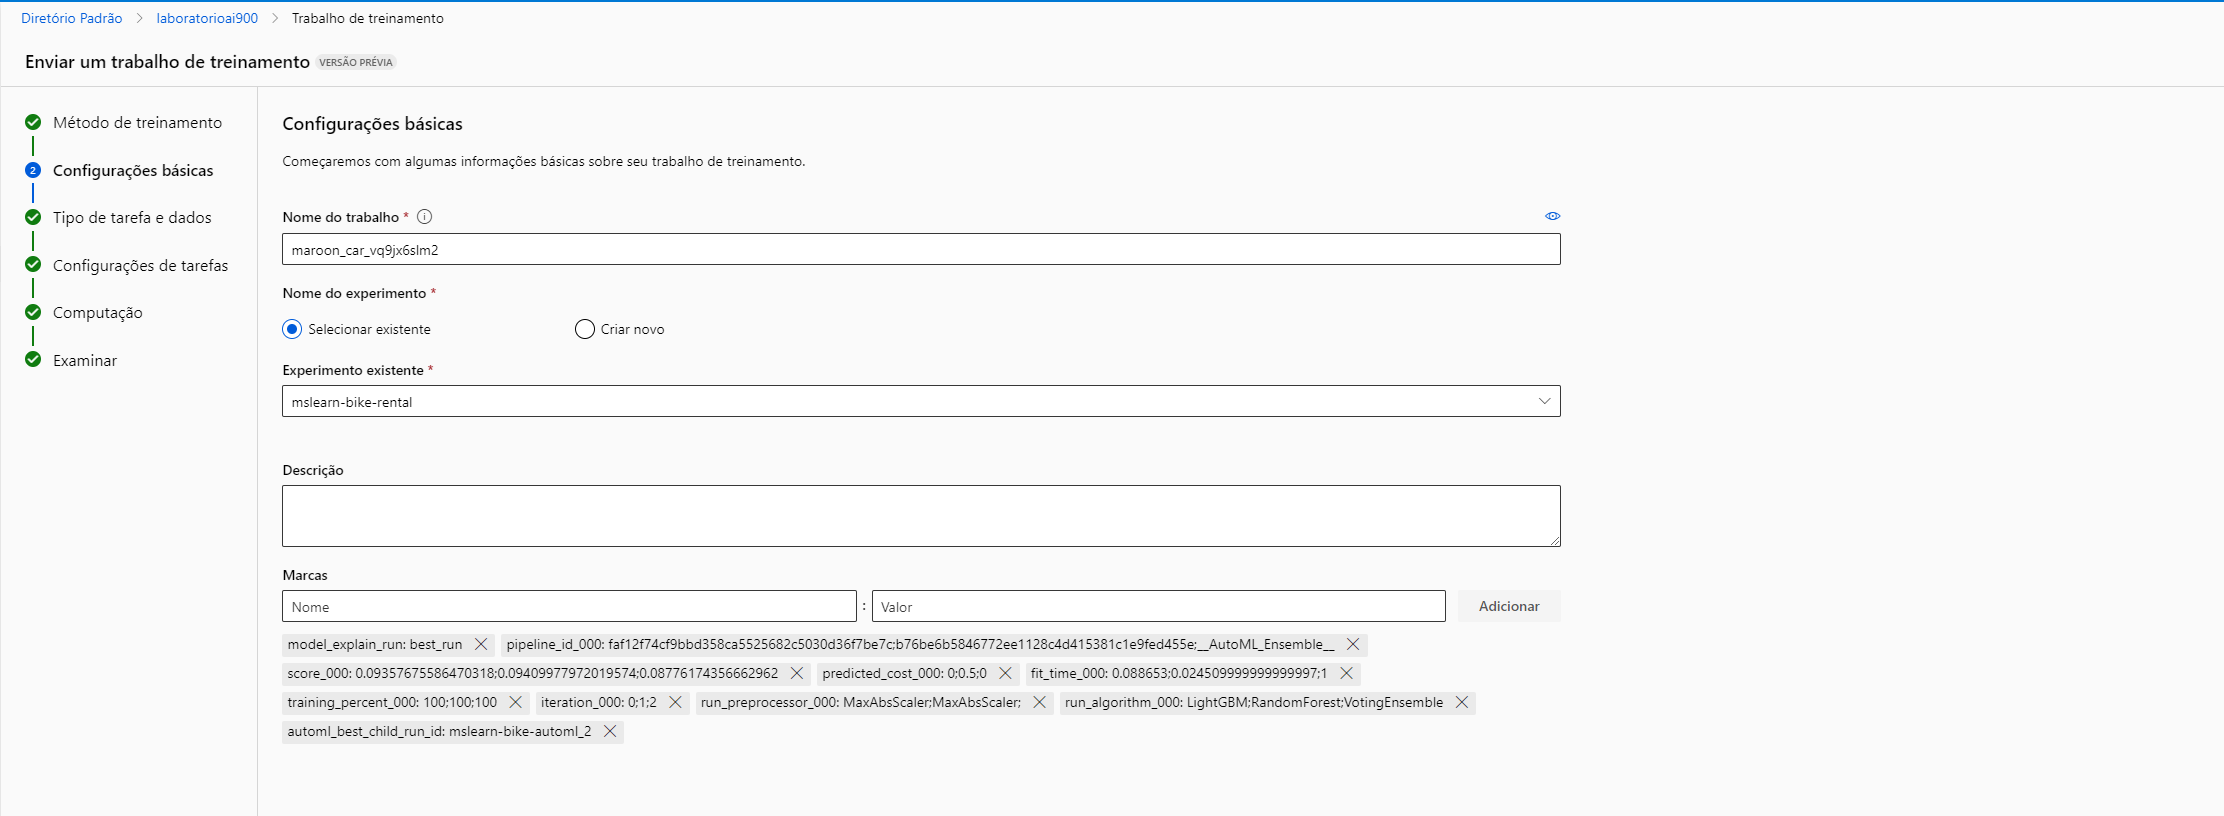 Diretório Padrão > laboratorioai900 > Trabalho de treinamento
Enviar um trabalho de treinamento VERSÃO PRÉVIA
Método de treinamento
2 Configurações básicas
Tipo de tarefa e dados
Configurações de tarefas
Computação
Examinar
Configurações básicas
Começaremos com algumas informações básicas sobre seu trabalho de treinamento.
Nome do trabalho *
maroon_car_vq9jx6slm2
Nome do experimento *
Selecionar existente Criar novo
Experimento existente *
mslearn-bike-rental
Descrição
Marcas
Nome : Valor Adicionar
model_explain_run: best_run pipeline_id_000: faf12f74cf9bbd358ca5525682c5030d36f7be7c;b76be6b5846772ee1128c4d415381c1e9fed455e;__AutoML_Ensemble__
score_000: 0.09357675586470318;0.09409977972019574;0.08776174356662962 predicted_cost_000: 0;0.5;0 fit_time_000: 0.088653;0.024509999999999997;1
training_percent_000: 100;100;100 iteration_000: 0;1;2 run_preprocessor_000: MaxAbsScaler;MaxAbsScaler; run_algorithm_000: LightGBM;RandomForest;VotingEnsemble
automl_best_child_run_id: mslearn-bike-automl_2